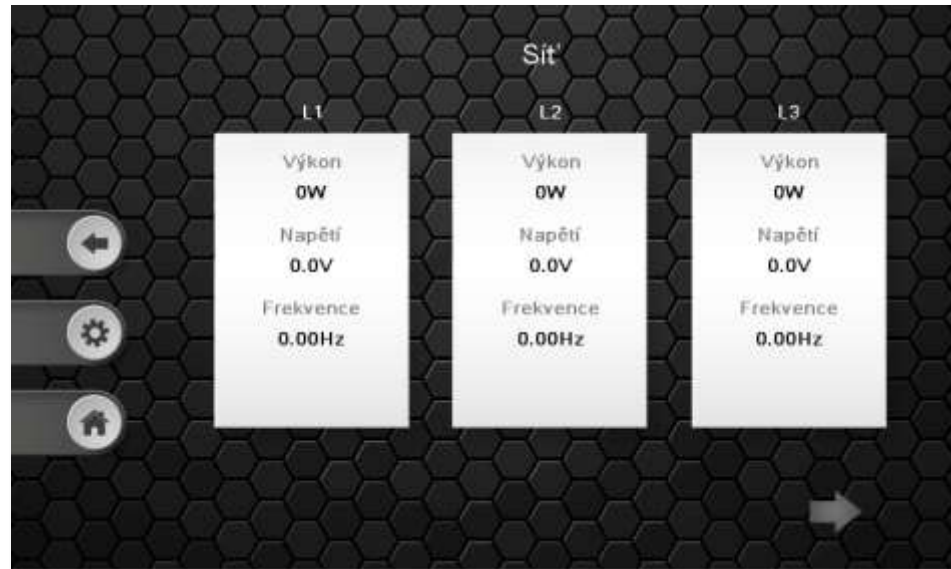 Síť
L1
Výkon
0W
Napětí
0.0V
Frekvence
0.00Hz
L2
Výkon
0W
Napětí
0.0V
Frekvence
0.00Hz
L3
Výkon
0W
Napětí
0.0V
Frekvence
0.00Hz